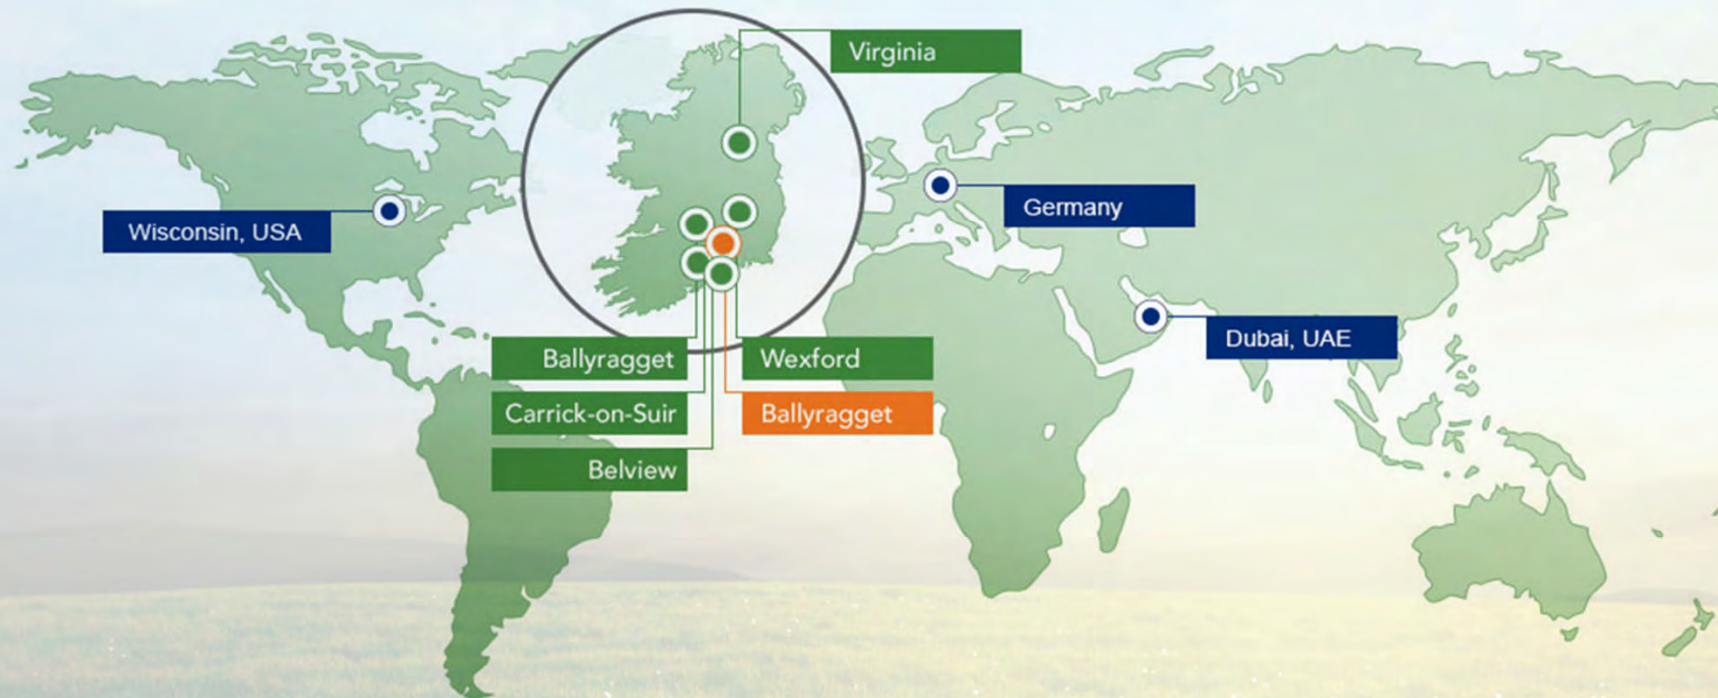 Virginia
Wisconsin, USA
Germany
Dubai, UAE
Ballyragget
Wexford
Carrick-on-Suir
Ballyragget
Belview